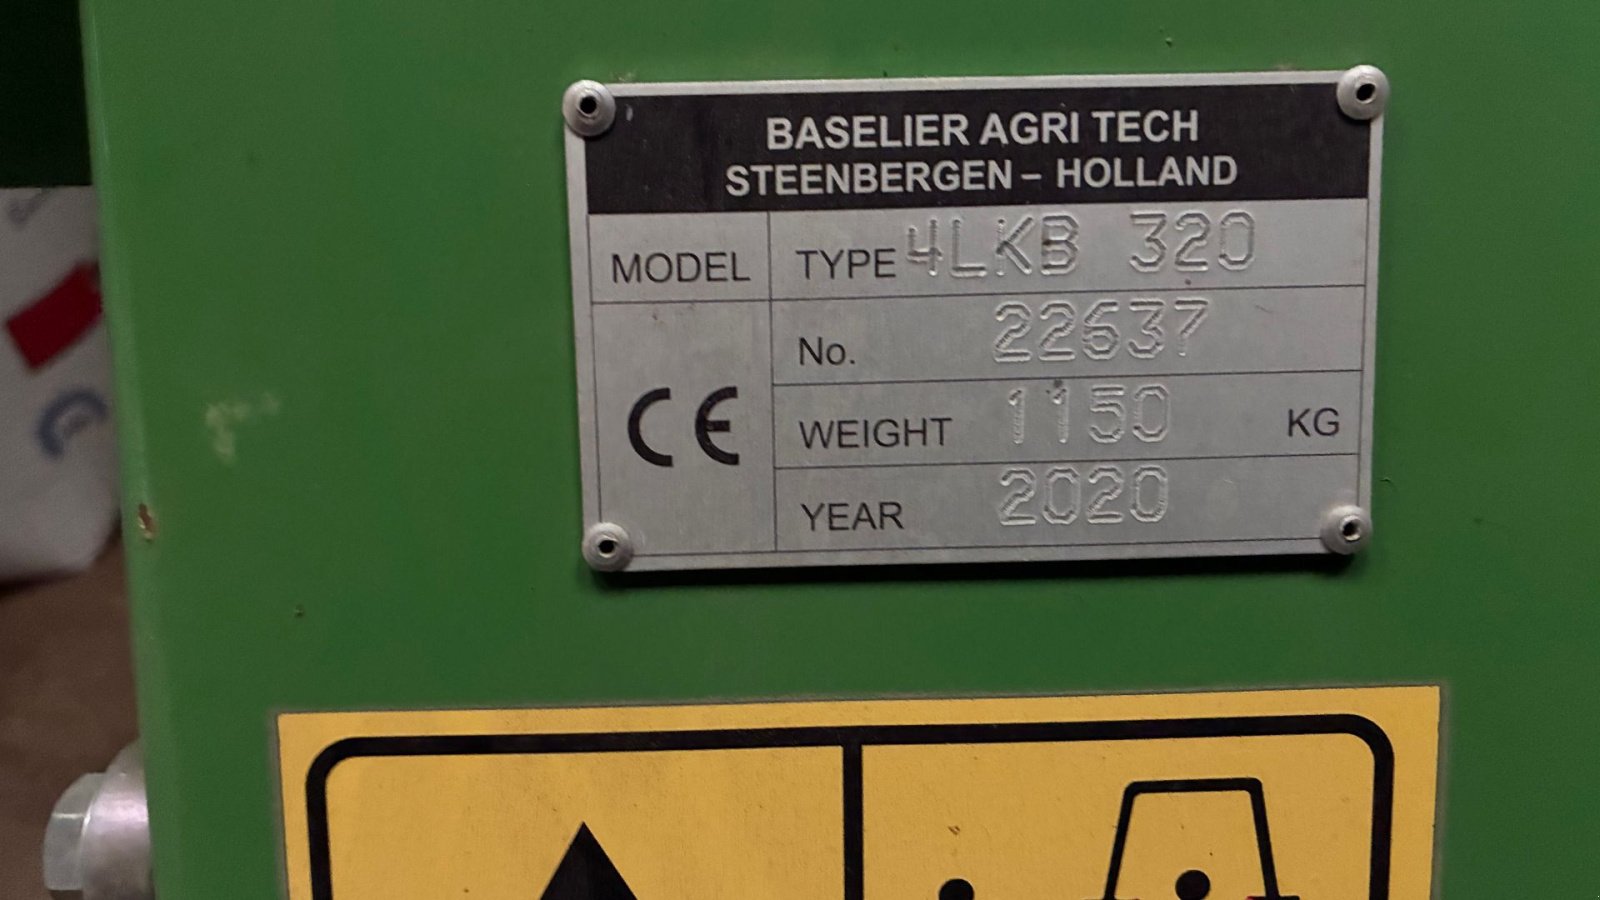 BASELIER AGRI TECH
STEENBERGEN – HOLLAND
MODEL TYPE 4LKB 320
No. 22637
CE
WEIGHT 1150 KG
YEAR 2020